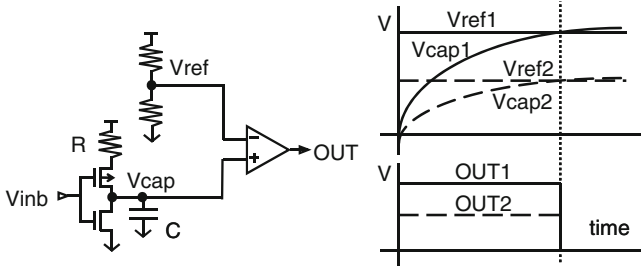 Vref
R
−
+
OUT
Vinb
Vcap
C
V
Vref1
Vcap1
Vref2
Vcap2
V
OUT1
OUT2
time